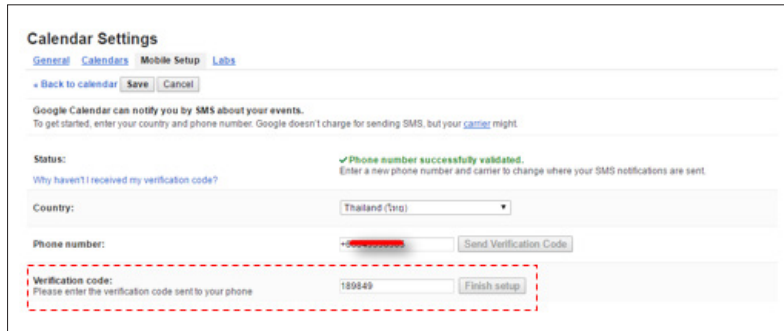 Calendar Settings
General Calendars Mobile Setup Labs
« Back to calendar Save Cancel
Google Calendar can notify you by SMS about your events.
To get started, enter your country and phone number. Google doesn't charge for sending SMS, but your carrier might.
Status: ✓Phone number successfully validated.
Enter a new phone number and carrier to change where your SMS notifications are sent.
Why haven't I received my verification code?
Country: Thailand (ไทย)
Phone number: Send Verification Code
Verification code:
Please enter the verification code sent to your phone
189849 Finish setup